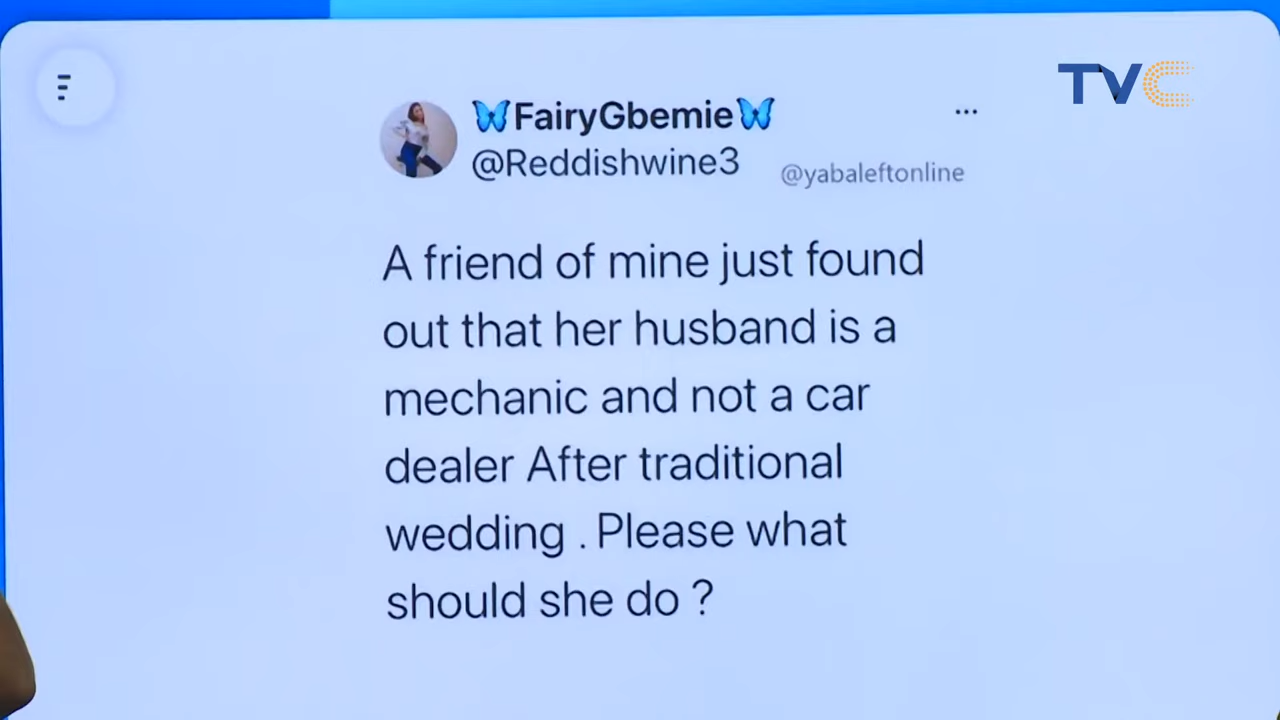 TVC
🦋FairyGbemie🦋
...
@Reddishwine3
@yabaleftonline
A friend of mine just found
out that her husband is a
mechanic and not a car
dealer After traditional
wedding . Please what
should she do ?